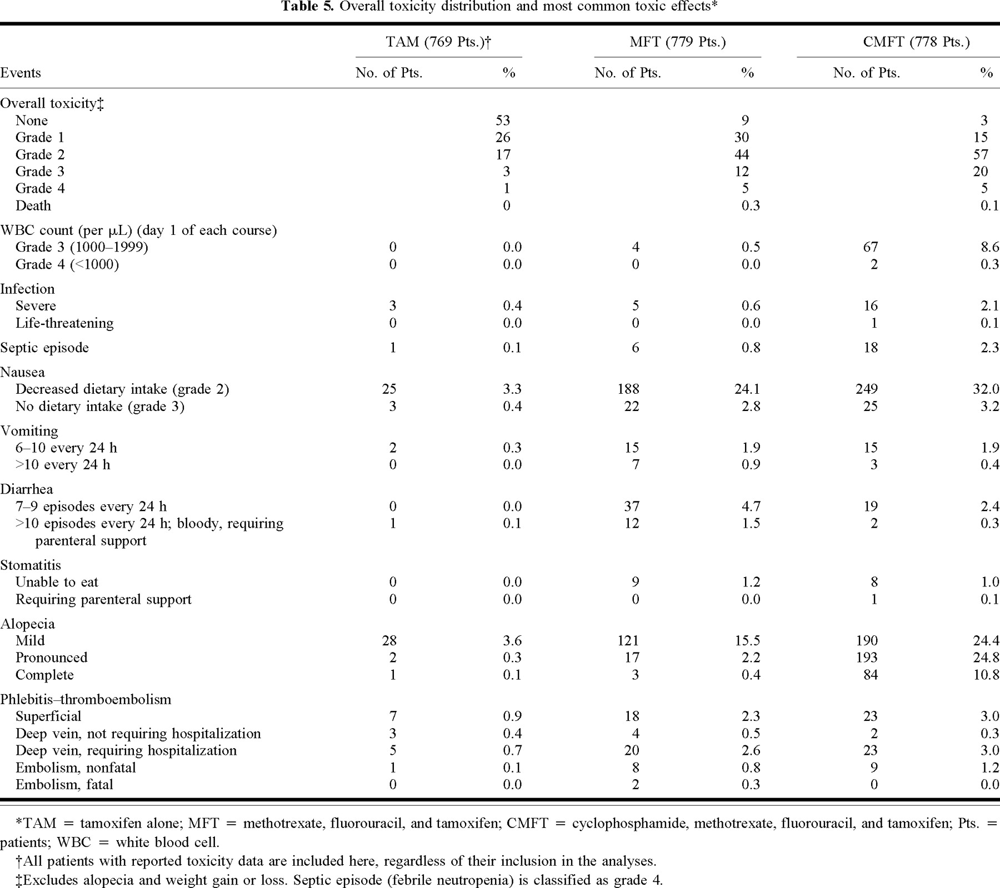 Table 5. Overall toxicity distribution and most common toxic effects*
TAM (769 Pts.)† MFT (779 Pts.) CMFT (778 Pts.)
Events No. of Pts. % No. of Pts. % No. of Pts. %
Overall toxicity‡
None 53 9 3
Grade 1 26 30 15
Grade 2 17 44 57
Grade 3 3 12 20
Grade 4 1 5 5
Death 0 0.3 0.1
WBC count (per μL) (day 1 of each course)
Grade 3 (1000–1999) 0 0.0 4 0.5 67 8.6
Grade 4 (<1000) 0 0.0 0 0.0 2 0.3
Infection
Severe 3 0.4 5 0.6 16 2.1
Life-threatening 0 0.0 0 0.0 1 0.1
Septic episode 1 0.1 6 0.8 18 2.3
Nausea
Decreased dietary intake (grade 2) 25 3.3 188 24.1 249 32.0
No dietary intake (grade 3) 3 0.4 22 2.8 25 3.2
Vomiting
6–10 every 24 h 2 0.3 15 1.9 15 1.9
>10 every 24 h 0 0.0 7 0.9 3 0.4
Diarrhea
7–9 episodes every 24 h 0 0.0 37 4.7 19 2.4
>10 episodes every 24 h; bloody, requiring 1 0.1 12 1.5 2 0.3
parenteral support
Stomatitis
Unable to eat 0 0.0 9 1.2 8 1.0
Requiring parenteral support 0 0.0 0 0.0 1 0.1
Alopecia
Mild 28 3.6 121 15.5 190 24.4
Pronounced 2 0.3 17 2.2 193 24.8
Complete 1 0.1 3 0.4 84 10.8
Phlebitis–thromboembolism
Superficial 7 0.9 18 2.3 23 3.0
Deep vein, not requiring hospitalization 3 0.4 4 0.5 2 0.3
Deep vein, requiring hospitalization 5 0.7 20 2.6 23 3.0
Embolism, nonfatal 1 0.1 8 0.8 9 1.2
Embolism, fatal 0 0.0 2 0.3 0 0.0
*TAM = tamoxifen alone; MFT = methotrexate, fluorouracil, and tamoxifen; CMFT = cyclophosphamide, methotrexate, fluorouracil, and tamoxifen; Pts. =
patients; WBC = white blood cell.
†All patients with reported toxicity data are included here, regardless of their inclusion in the analyses.
‡Excludes alopecia and weight gain or loss. Septic episode (febrile neutropenia) is classified as grade 4.